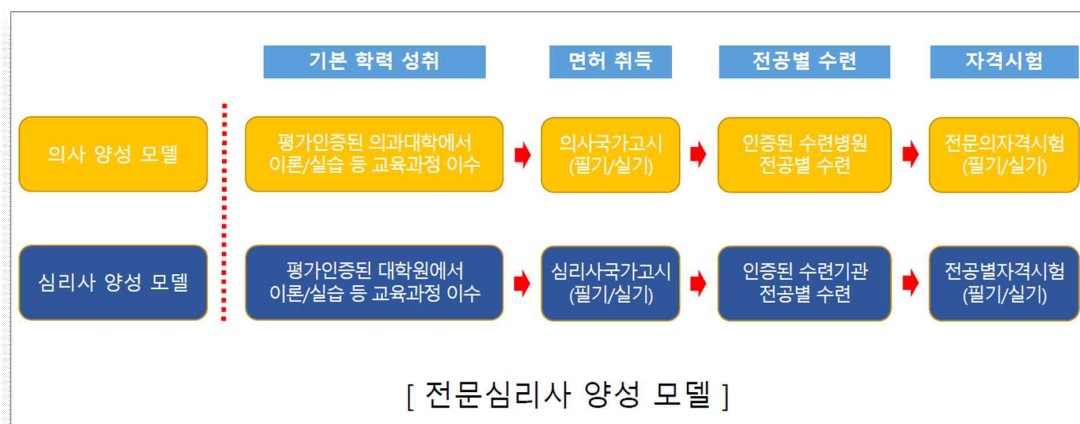 기본 학력 성취
면허 취득
전공별 수련
자격시험
의사 양성 모델
평가인증된 의과대학에서
이론/실습 등 교육과정 이수
의사국가고시
(필기/실기)
인증된 수련병원
전공별 수련
전문의자격시험
(필기/실기)
심리사 양성 모델
평가인증된 대학원에서
이론/실습 등 교육과정 이수
심리사국가고시
(필기/실기)
인증된 수련기관
전공별 수련
전공별자격시험
(필기/실기)
[ 전문심리사 양성 모델 ]